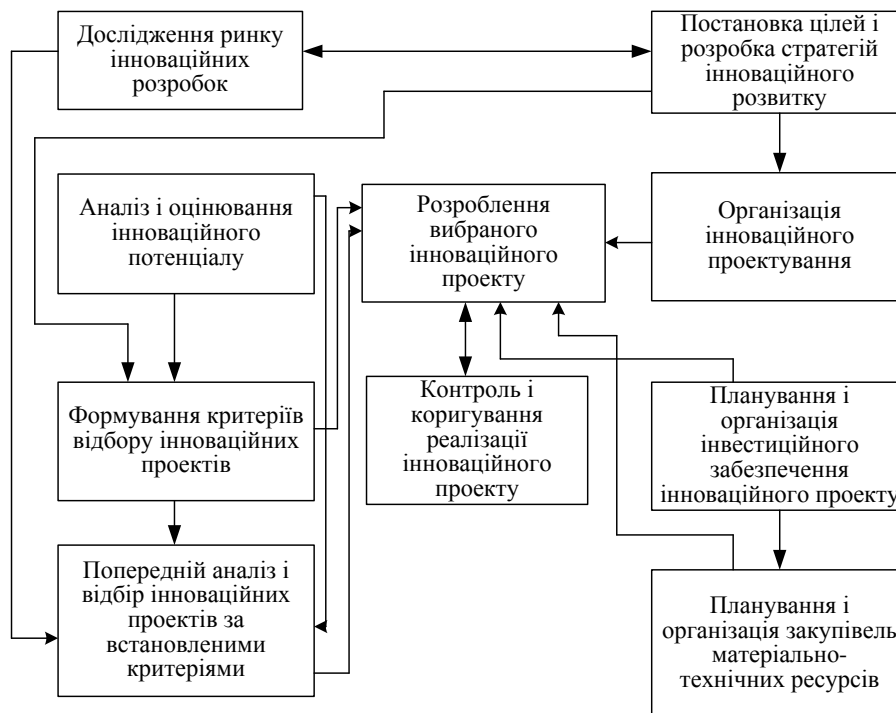 Дослідження ринку
інноваційних
розробок
Постановка цілей і
розробка стратегій
інноваційного
розвитку
Аналіз і оцінювання
інноваційного
потенціалу
Розроблення
вибраного
інноваційного
проекту
Організація
інноваційного
проектування
Формування критеріїв
відбору інноваційних
проектів
Контроль і
коригування
реалізації
інноваційного
проекту
Планування і
організація
інвестиційного
забезпечення
інноваційного проекту
Попередній аналіз і
відбір інноваційних
проектів за
встановленими
критеріями
Планування і
організація закупівель
матеріально-
технічних ресурсів